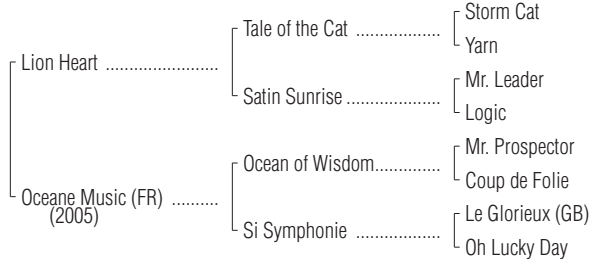 Storm Cat
Tale of the Cat ..................
Yarn
Lion Heart ........................
Mr. Leader
Satin Sunrise ....................
Logic
Mr. Prospector
Ocean of Wisdom..............
Coup de Folie
Oceane Music (FR) ..........
(2005)
Le Glorieux (GB)
Si Symphonie ..................
Oh Lucky Day